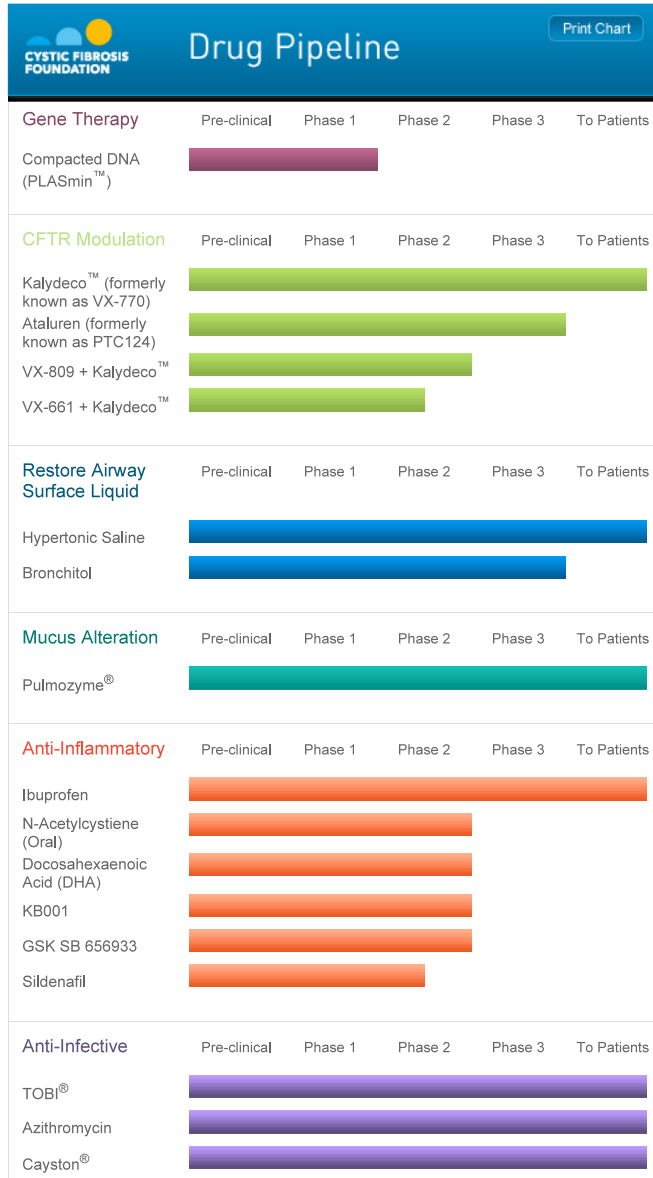 CYSTIC FIBROSIS
FOUNDATION
Drug Pipeline
Print Chart
Gene Therapy Pre-clinical Phase 1 Phase 2 Phase 3 To Patients
Compacted DNA
(PLASmin™)
CFTR Modulation Pre-clinical Phase 1 Phase 2 Phase 3 To Patients
Kalydeco™ (formerly
known as VX-770)
Ataluren (formerly
known as PTC124)
VX-809 + Kalydeco™
VX-661 + Kalydeco™
Restore Airway Pre-clinical Phase 1 Phase 2 Phase 3 To Patients
Surface Liquid
Hypertonic Saline
Bronchitol
Mucus Alteration Pre-clinical Phase 1 Phase 2 Phase 3 To Patients
Pulmozyme®
Anti-Inflammatory Pre-clinical Phase 1 Phase 2 Phase 3 To Patients
Ibuprofen
N-Acetylcystiene
(Oral)
Docosahexaenoic
Acid (DHA)
KB001
GSK SB 656933
Sildenafil
Anti-Infective Pre-clinical Phase 1 Phase 2 Phase 3 To Patients
TOBI®
Azithromycin
Cayston®